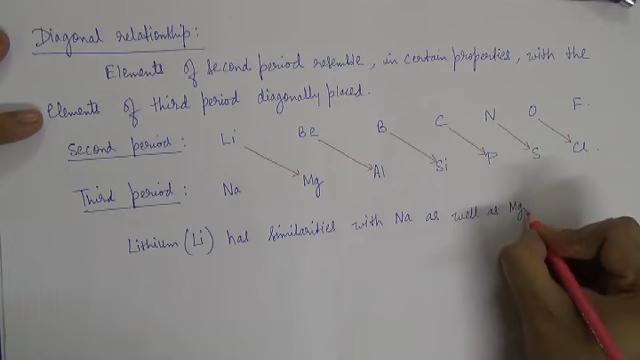 Diagonal relationship:
Elements of second period resemble, in certain properties, with the
elements of third period diagonally placed.
Second period: Li Be B C N O F.
Third period: Na Mg Al Si P S Cl
Lithium (Li) has similarities with Na as well as Mg